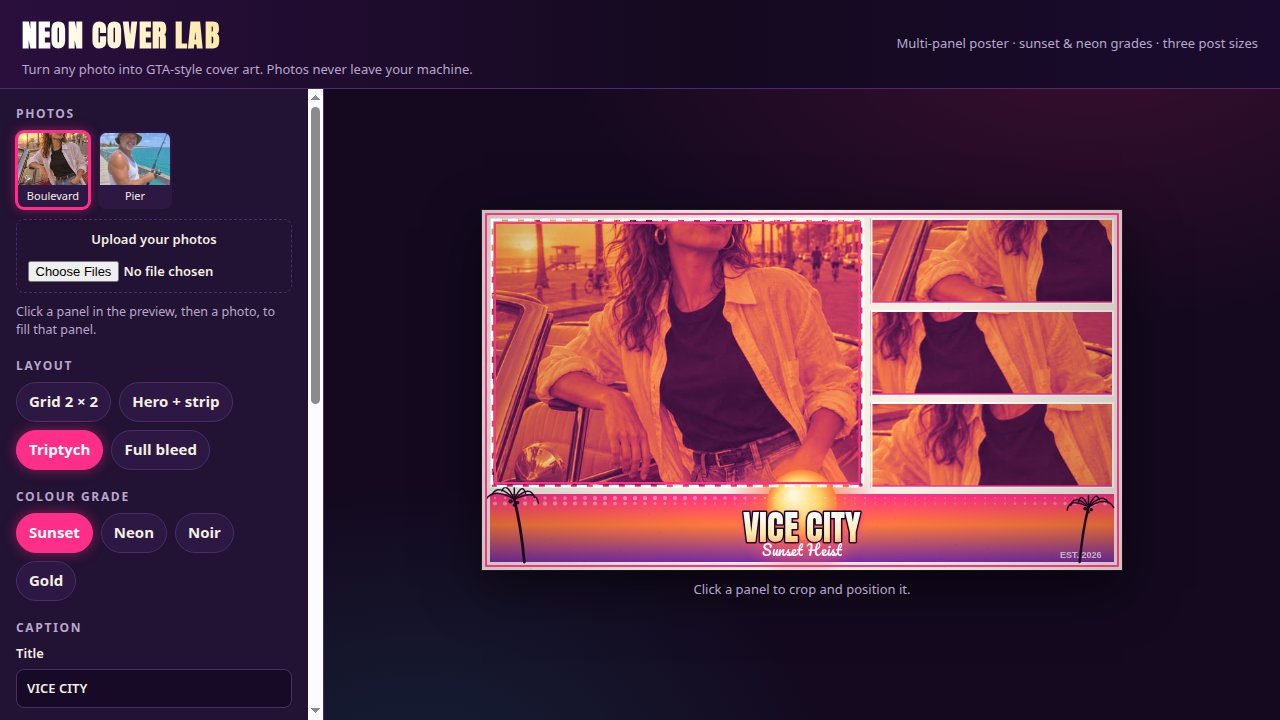 NEON COVER LAB
Turn any photo into GTA-style cover art. Photos never leave your machine.
Multi-panel poster · sunset & neon grades · three post sizes
PHOTOS
Boulevard
Pier
Upload your photos
Choose Files No file chosen
Click a panel in the preview, then a photo, to
fill that panel.
LAYOUT
Grid 2 × 2
Hero + strip
Triptych
Full bleed
COLOUR GRADE
Sunset
Neon
Noir
Gold
CAPTION
Title
VICE CITY
VICE CITY
Sunset Heist
EST. 2026
Click a panel to crop and position it.